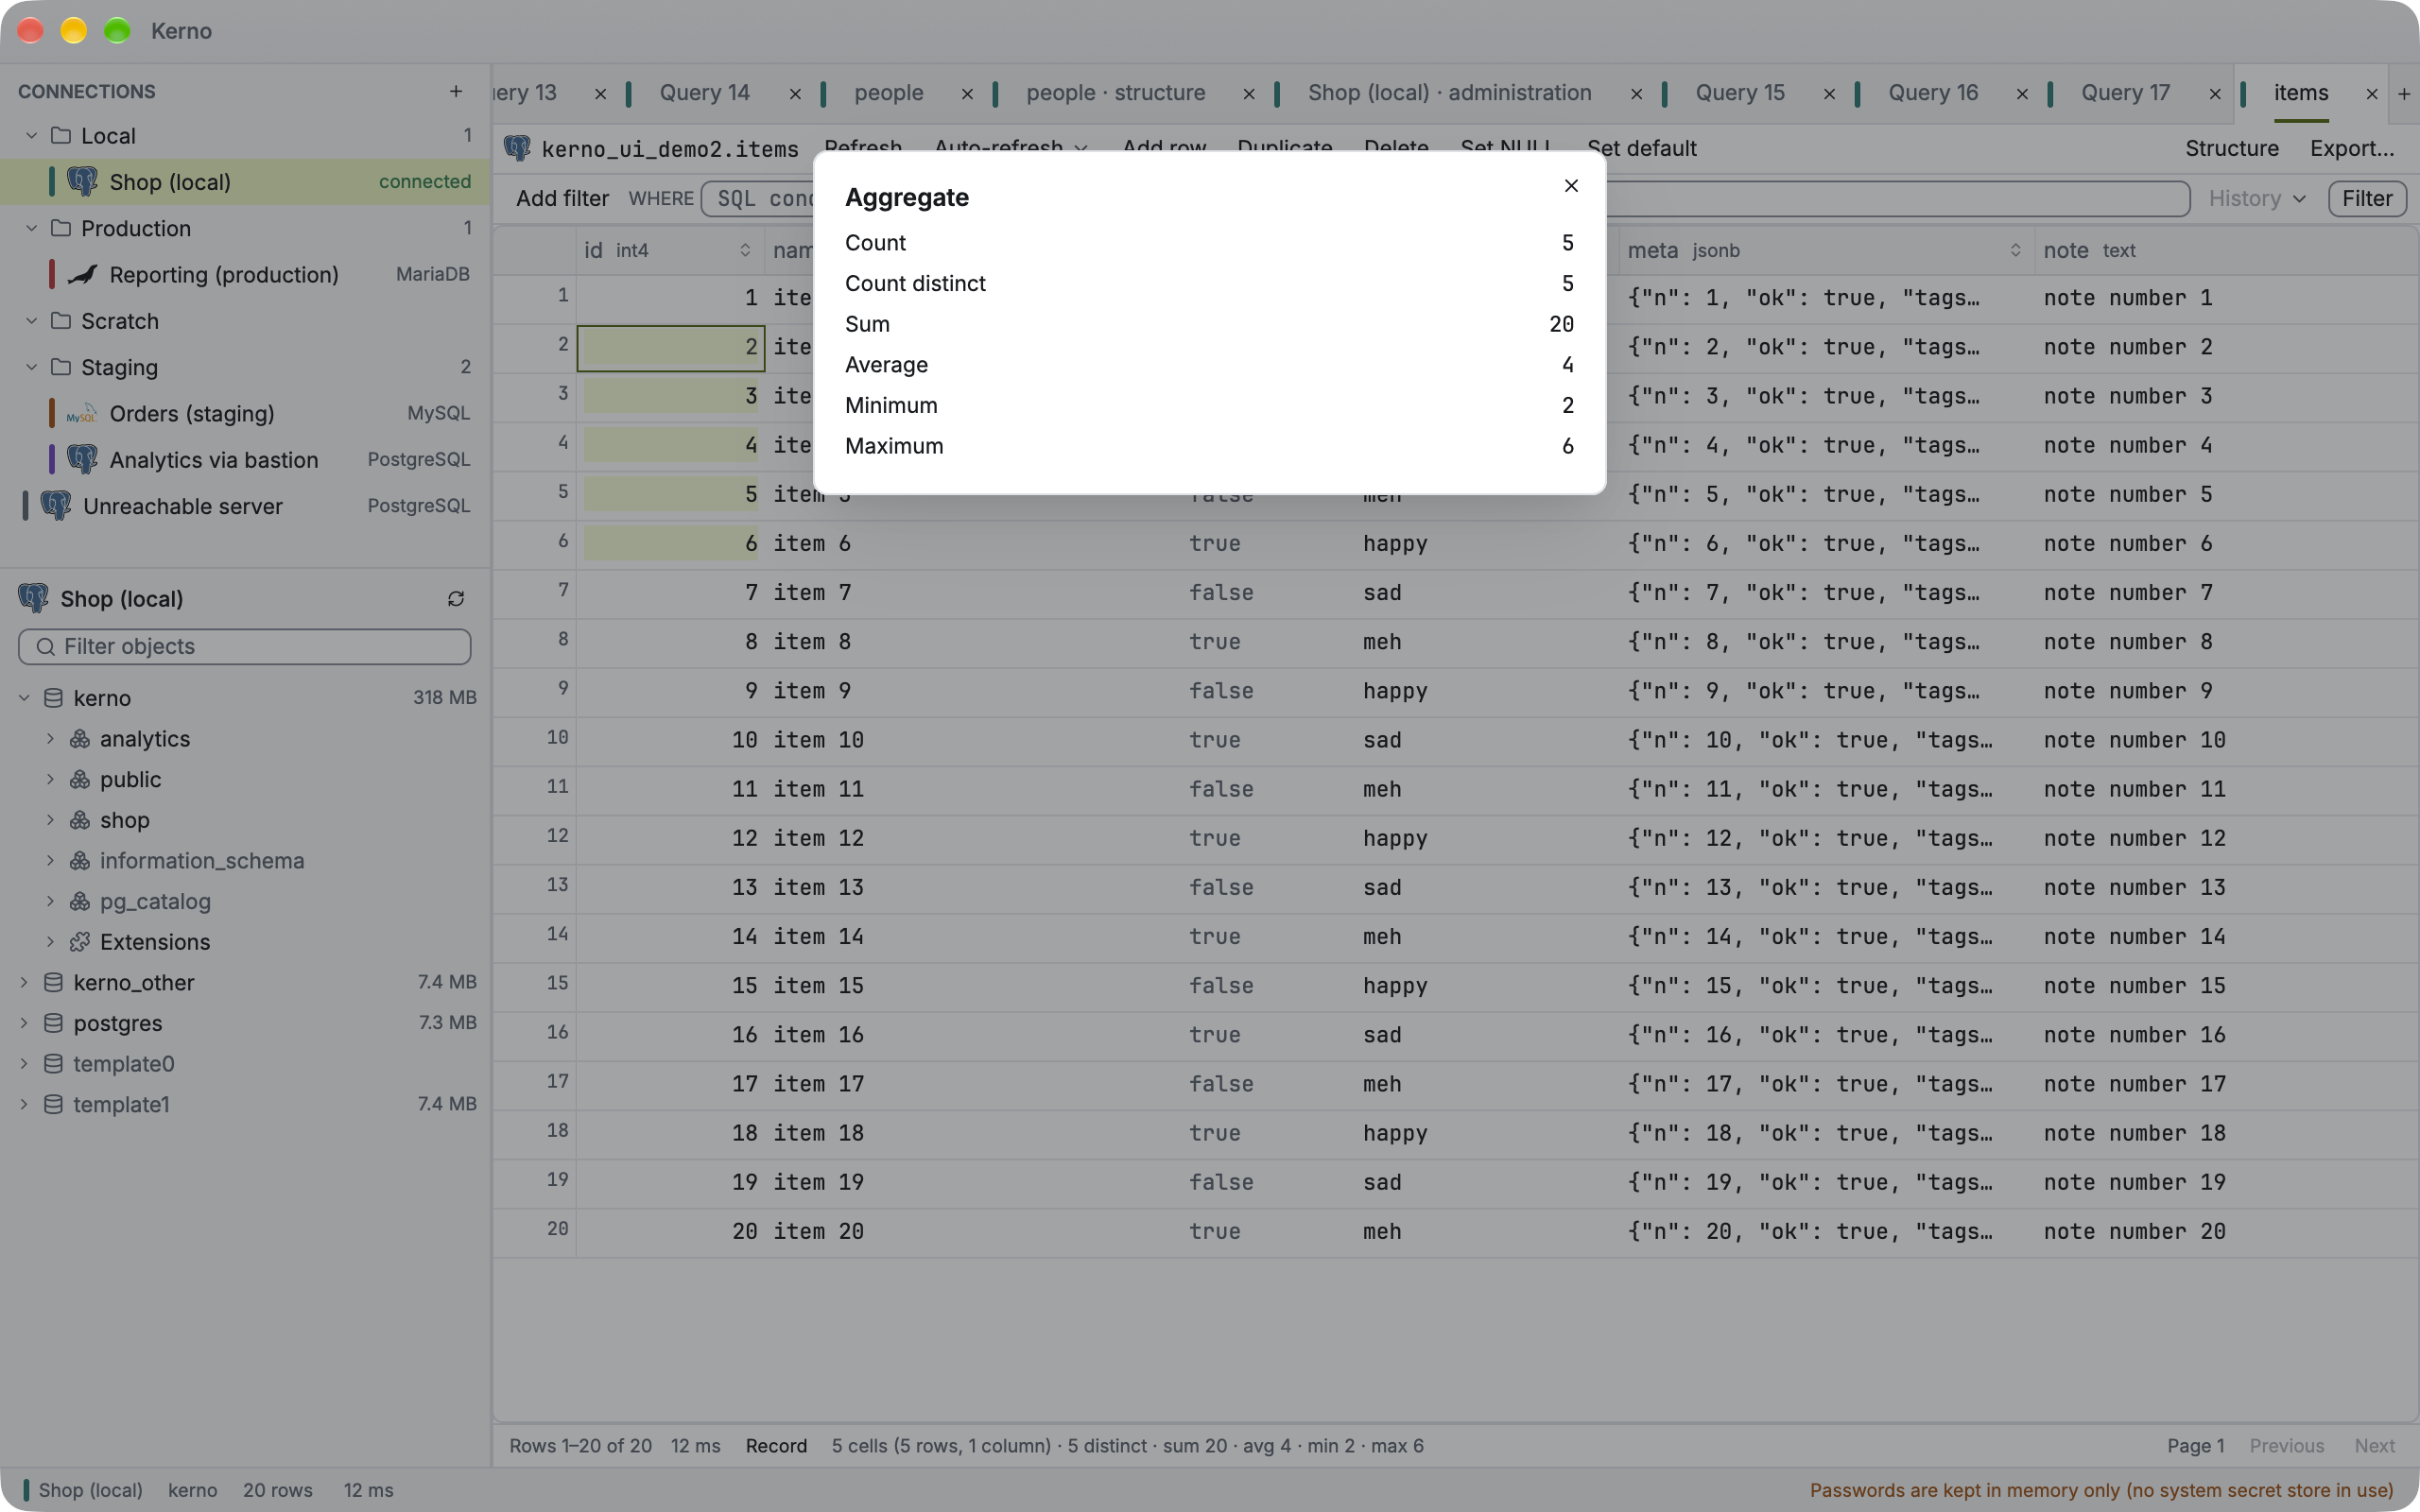 Kerno
CONNECTIONS
Local 1
Shop (local) connected
Production 1
Reporting (production) MariaDB
Scratch
Staging 2
MySQL Orders (staging) MySQL
Analytics via bastion PostgreSQL
Unreachable server PostgreSQL
Shop (local)
Filter objects
kerno 318 MB
analytics
public
shop
information_schema
pg_catalog
Extensions
kerno_other 7.4 MB
postgres 7.3 MB
template0
template1 7.4 MB
ery 13 Query 14 people people · structure Shop (local) · administration Query 15 Query 16 Query 17 items
kerno_ui_demo2.items Refresh Auto-refresh Add row Duplicate Delete Set NULL Set default Structure Export...
Add filter WHERE SQL con History Filter
id int4 nam meta jsonb note text
Aggregate
Count 5
Count distinct 5
Sum 20
Average 4
Minimum 2
Maximum 6
1 1 ite {"n": 1, "ok": true, "tags… note number 1
2 2 ite {"n": 2, "ok": true, "tags… note number 2
3 3 ite {"n": 3, "ok": true, "tags… note number 3
4 4 ite {"n": 4, "ok": true, "tags… note number 4
5 5 item 5 false meh {"n": 5, "ok": true, "tags… note number 5
6 6 item 6 true happy {"n": 6, "ok": true, "tags… note number 6
7 7 item 7 false sad {"n": 7, "ok": true, "tags… note number 7
8 8 item 8 true meh {"n": 8, "ok": true, "tags… note number 8
9 9 item 9 false happy {"n": 9, "ok": true, "tags… note number 9
10 10 item 10 true sad {"n": 10, "ok": true, "tags… note number 10
11 11 item 11 false meh {"n": 11, "ok": true, "tags… note number 11
12 12 item 12 true happy {"n": 12, "ok": true, "tags… note number 12
13 13 item 13 false sad {"n": 13, "ok": true, "tags… note number 13
14 14 item 14 true meh {"n": 14, "ok": true, "tags… note number 14
15 15 item 15 false happy {"n": 15, "ok": true, "tags… note number 15
16 16 item 16 true sad {"n": 16, "ok": true, "tags… note number 16
17 17 item 17 false meh {"n": 17, "ok": true, "tags… note number 17
18 18 item 18 true happy {"n": 18, "ok": true, "tags… note number 18
19 19 item 19 false sad {"n": 19, "ok": true, "tags… note number 19
20 20 item 20 true meh {"n": 20, "ok": true, "tags… note number 20
Rows 1–20 of 20 12 ms Record 5 cells (5 rows, 1 column) · 5 distinct · sum 20 · avg 4 · min 2 · max 6 Page 1 Previous Next
Shop (local) kerno 20 rows 12 ms Passwords are kept in memory only (no system secret store in use)